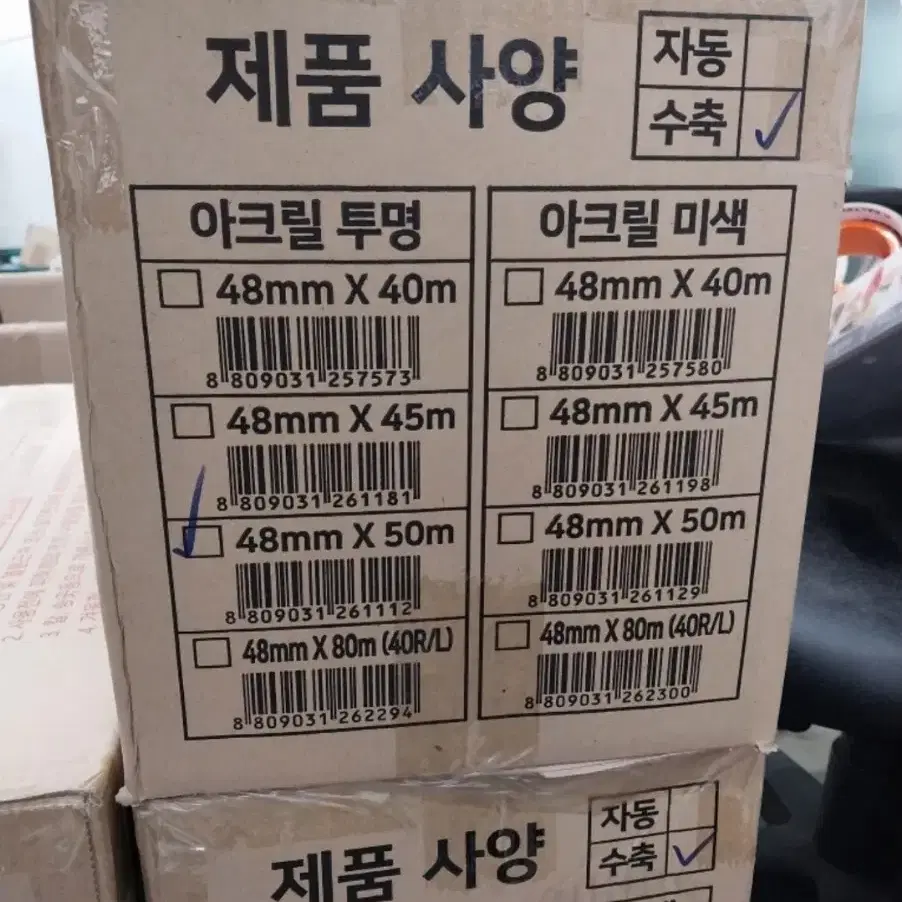 제품 사양
자동
수축
아크릴 투명
48mm X 40m
8 809031 257573
48mm X 45m
8 809031 261181
48mm X 50m
8 809031 261112
48mm X 80m (40R/L)
8 809031 262294
아크릴 미색
48mm X 40m
8 809031 257580
48mm X 45m
8 809031 261198
48mm X 50m
8 809031 261129
48mm X 80m (40R/L)
8 809031 262300
제품 사양
자동
수축